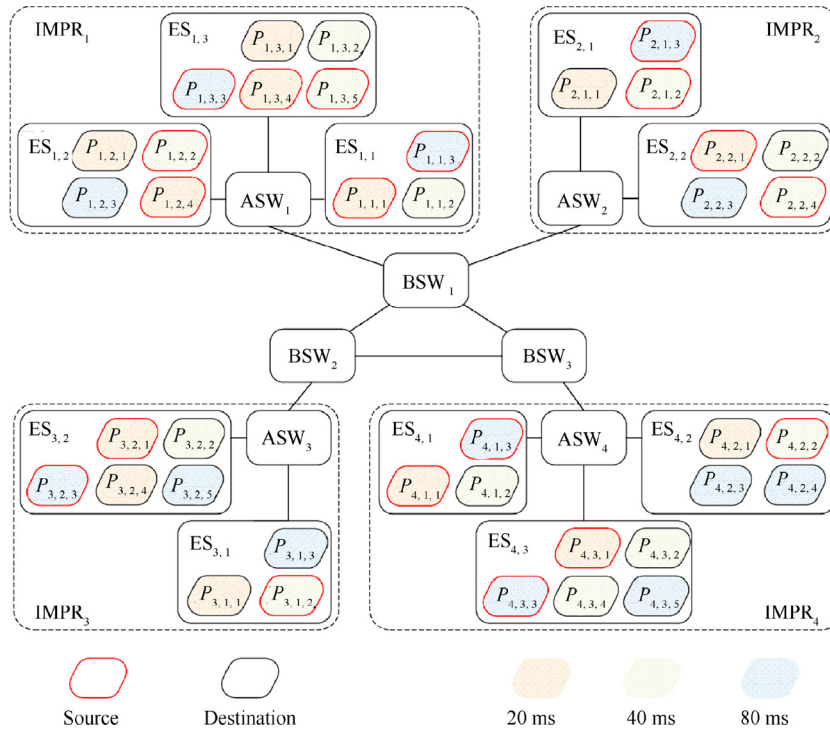 IMPR1
ES1, 3
P1, 3, 1
P1, 3, 2
P1, 3, 3
P1, 3, 4
P1, 3, 5
ES1, 2
P1, 2, 1
P1, 2, 2
P1, 2, 3
P1, 2, 4
ES1, 1
P1, 1, 3
P1, 1, 1
P1, 1, 2
ASW1
ES2, 1
P2, 1, 3
P2, 1, 1
P2, 1, 2
IMPR2
ES2, 2
P2, 2, 1
P2, 2, 2
P2, 2, 3
P2, 2, 4
ASW2
BSW1
BSW2
BSW3
ES3, 2
P3, 2, 1
P3, 2, 2
P3, 2, 3
P3, 2, 4
P3, 2, 5
ASW3
ES3, 1
P3, 1, 3
P3, 1, 1
P3, 1, 2
IMPR3
ES4, 1
P4, 1, 3
P4, 1, 1
P4, 1, 2
ASW4
ES4, 2
P4, 2, 1
P4, 2, 2
P4, 2, 3
P4, 2, 4
ES4, 3
P4, 3, 1
P4, 3, 2
P4, 3, 3
P4, 3, 4
P4, 3, 5
IMPR4
Source
Destination
20 ms
40 ms
80 ms